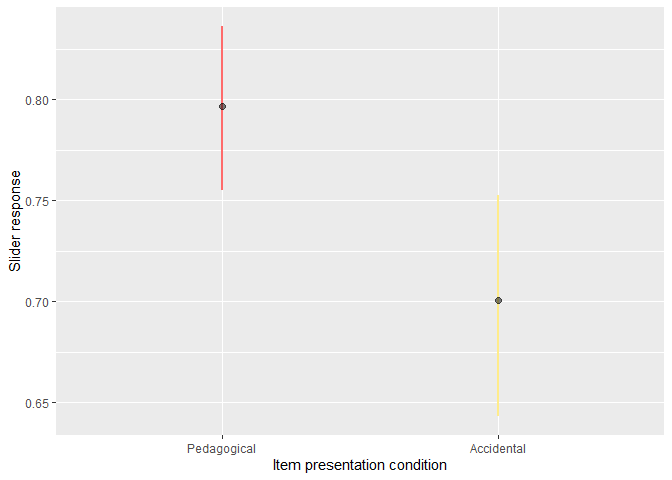 0.80
0.75
0.70
0.65
Slider response
Pedagogical
Accidental
Item presentation condition